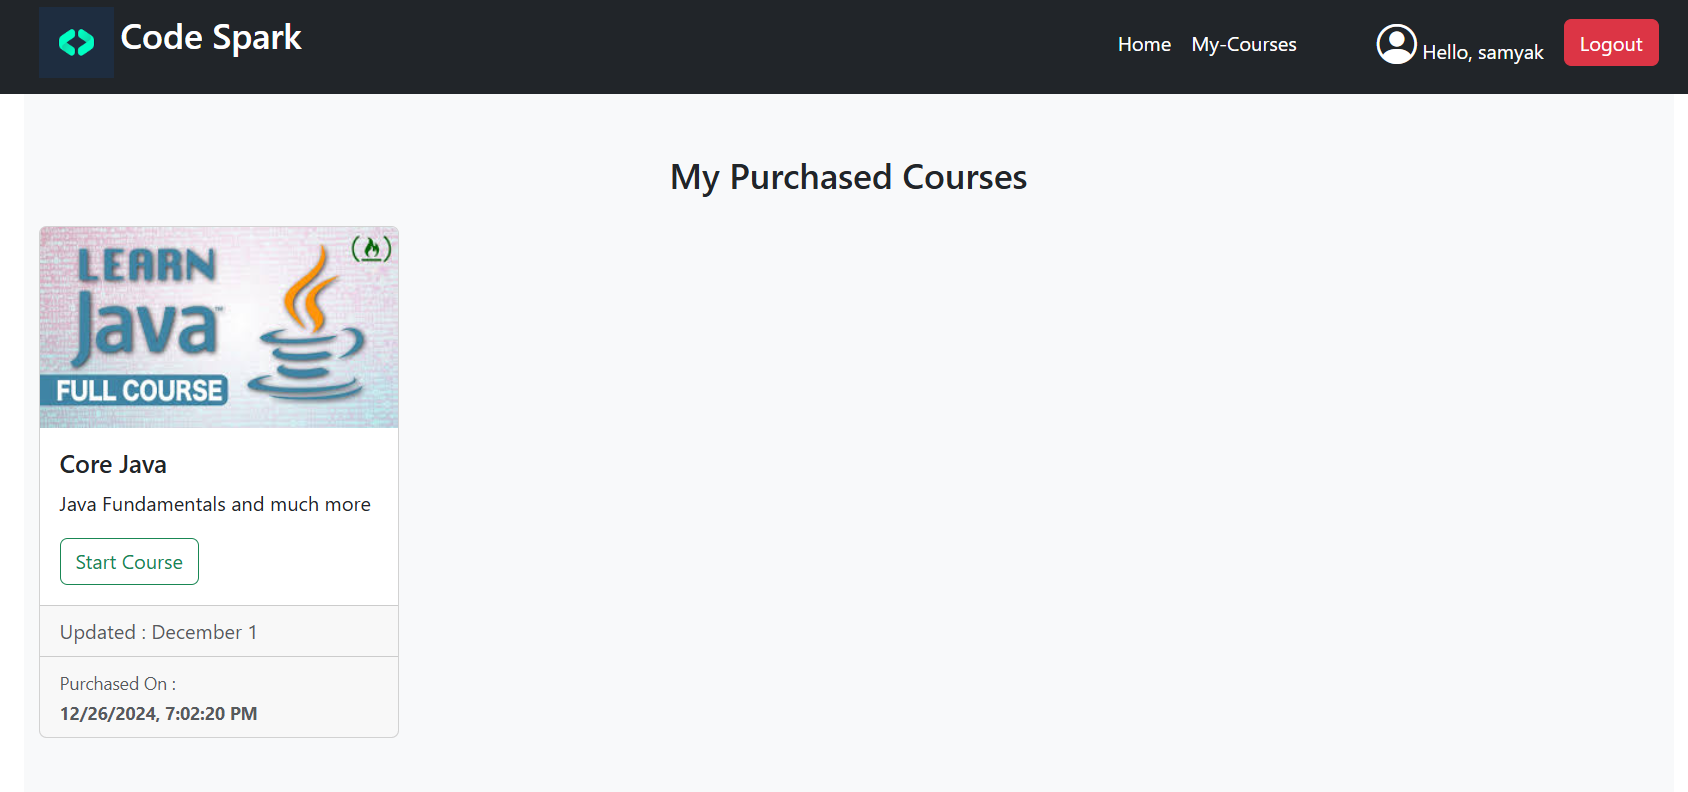 Code Spark
Home My-Courses Hello, samyak Logout
My Purchased Courses
LEARN
Java™
FULL COURSE
Core Java
Java Fundamentals and much more
Start Course
Updated : December 1
Purchased On :
12/26/2024, 7:02:20 PM